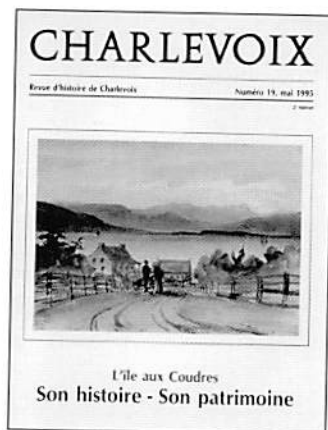 CHARLEVOIX
Revue d'histoire de Charlevoix
Numéro 19, mai 1995
L'île aux Coudres
Son histoire - Son patrimoine